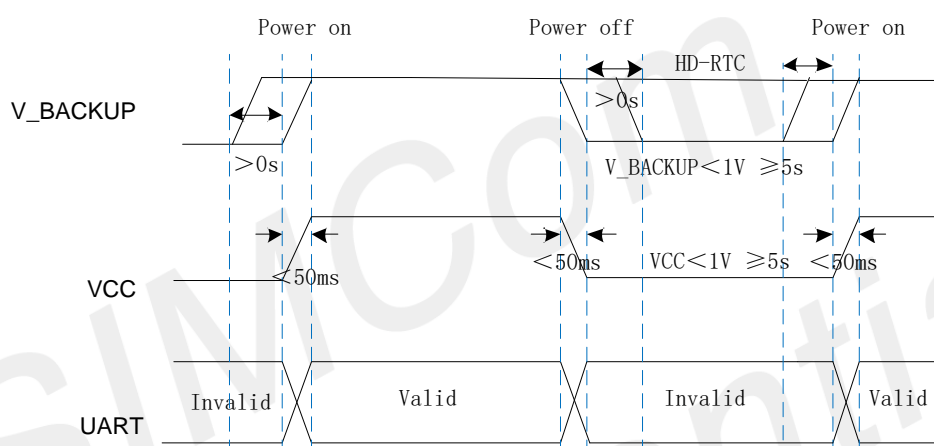 Power on Power off Power on
HD-RTC
V_BACKUP
>0s
>0s
V_BACKUP<1V ≥5s
<50ms <50ms VCC<1V ≥5s <50ms
VCC
Invalid Valid Invalid Valid
UART
SIMCom